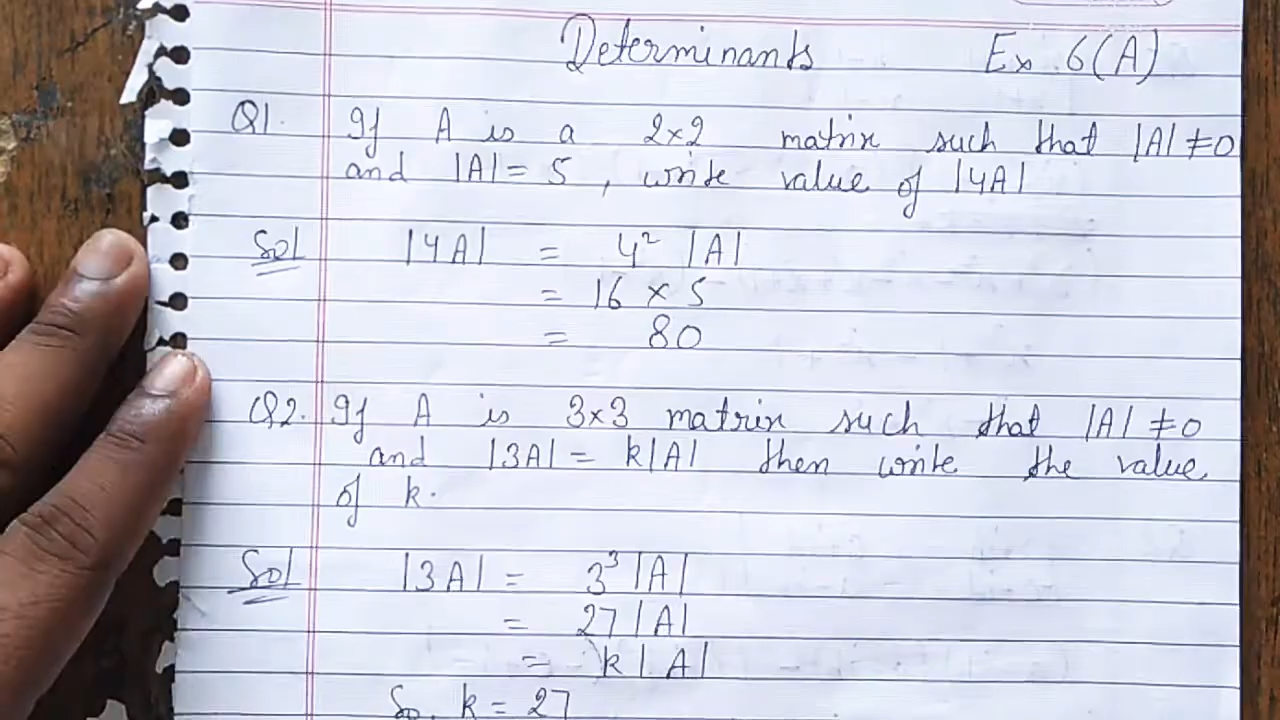 Determinants Ex. 6(A)
Q1. If A is a 2×2 matrix such that |A| ≠ 0
and |A| = 5, write value of |4A|
Sol |4A| = 4² |A|
= 16 × 5
= 80
Q2. If A is 3×3 matrix such that |A| ≠ 0
and |3A| = k|A| then write the value
of k.
Sol |3A| = 3³ |A|
= 27 |A|
= k |A|
So, k = 27